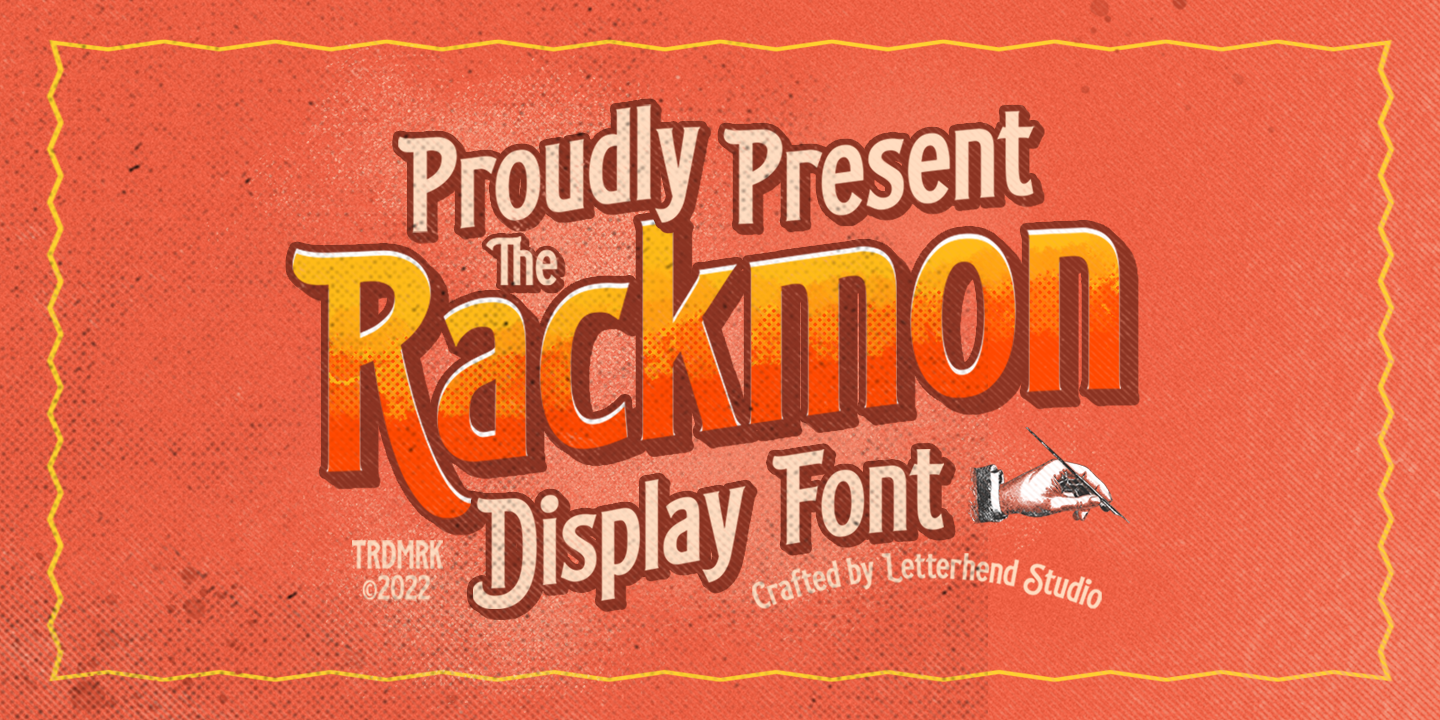 Proudly Present
The
Rackmon
Display Font
TRDMRK
©2022
Crafted by Letterhend Studio